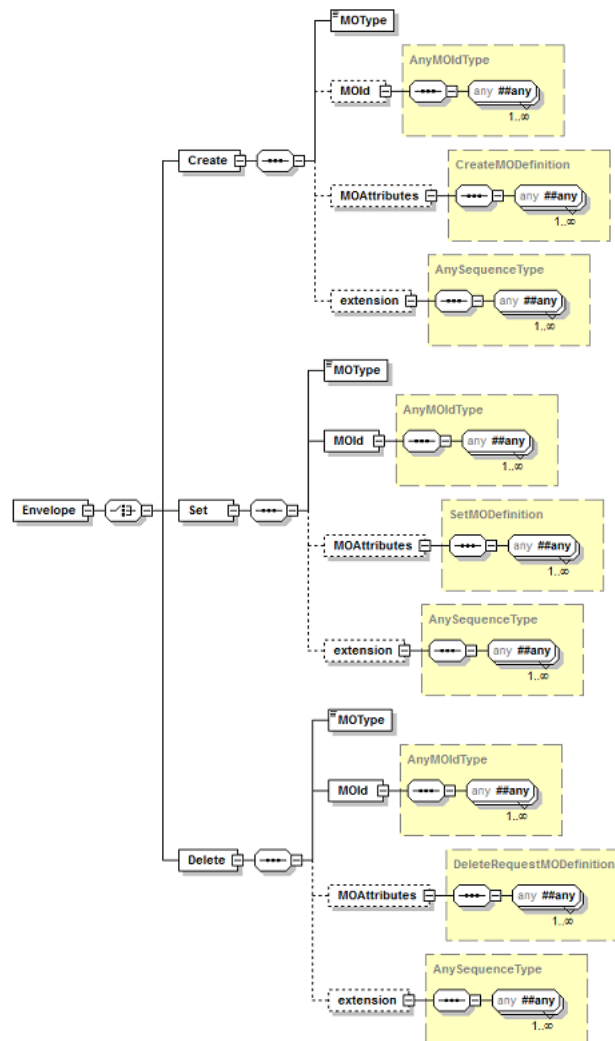 MOType
AnyMOIdType
MOId
any ##any
1..∞
CreateMODefinition
Create
MOAttributes
any ##any
1..∞
AnySequenceType
extension
any ##any
1..∞
MOType
AnyMOIdType
MOId
any ##any
1..∞
Envelope
Set
SetMODefinition
MOAttributes
any ##any
1..∞
AnySequenceType
extension
any ##any
1..∞
MOType
AnyMOIdType
MOId
any ##any
1..∞
Delete
DeleteRequestMODefinition
MOAttributes
any ##any
1..∞
AnySequenceType
extension
any ##any
1..∞